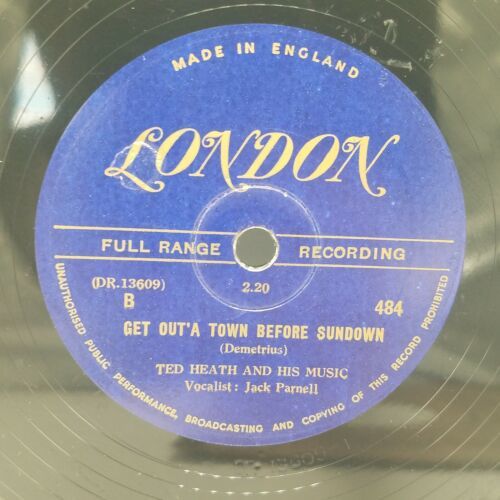 MADE IN ENGLAND
LONDON
FULL RANGE RECORDING
(DR.13609) 2.20
B 484
GET OUT'A TOWN BEFORE SUNDOWN
(Demetrius)
TED HEATH AND HIS MUSIC
Vocalist: Jack Parnell
UNAUTHORISED PUBLIC PERFORMANCE, BROADCASTING AND COPYING OF THIS RECORD PROHIBITED